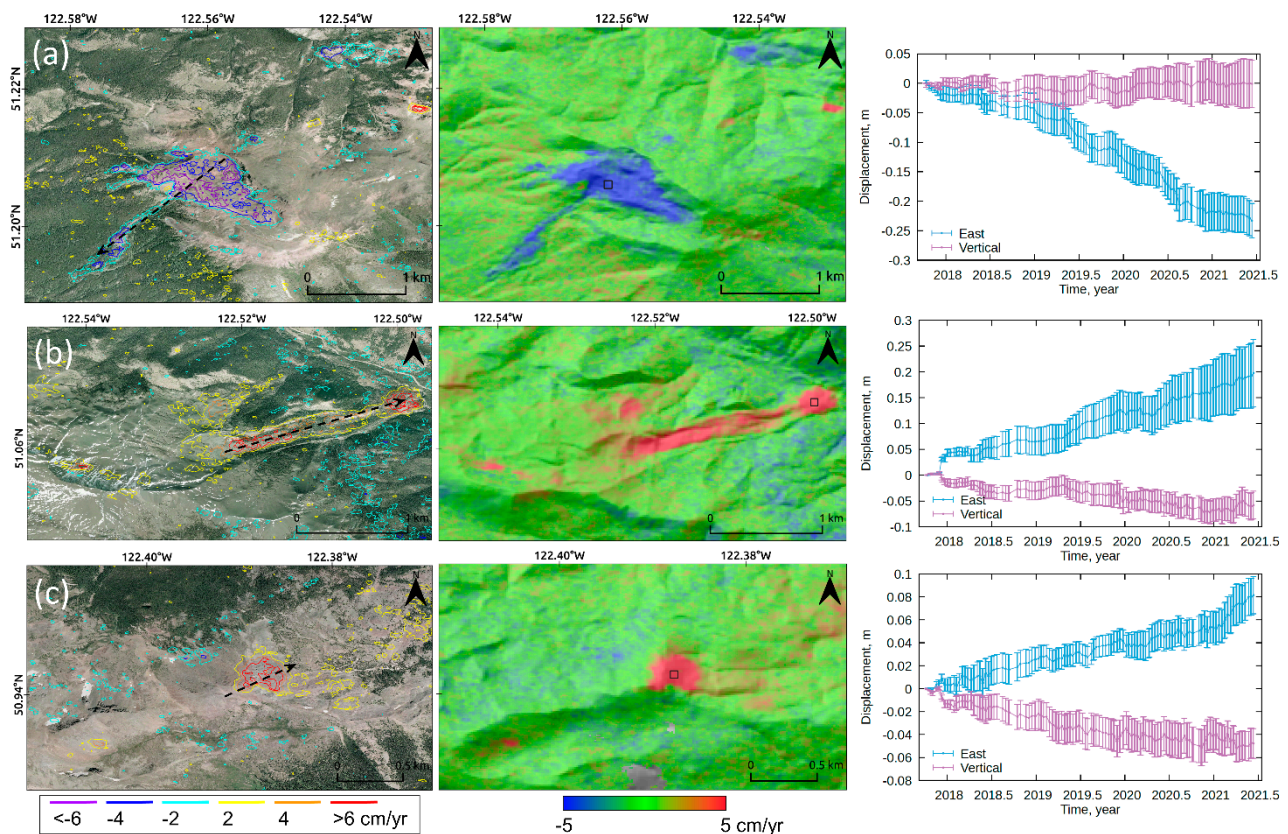 122.58°W 122.56°W 122.54°W
122.58°W 122.56°W 122.54°W
(a)
N
N
51.22°N
51.20°N
0 1 km
0 1 km
0.05
0
-0.05
-0.1
-0.15
-0.2
-0.25
-0.3
Displacement, m
East
Vertical
2018 2018.5 2019 2019.5 2020 2020.5 2021 2021.5
Time, year
122.54°W 122.52°W 122.50°W
122.54°W 122.52°W 122.50°W
(b)
N
N
51.06°N
0 1 km
0 1 km
0.3
0.25
0.2
0.15
0.1
0.05
0
-0.05
-0.1
Displacement, m
East
Vertical
2018 2018.5 2019 2019.5 2020 2020.5 2021 2021.5
Time, year
122.40°W 122.38°W
122.40°W 122.38°W
(c)
N
N
50.94°N
0 0.5 km
0 0.5 km
0.1
0.08
0.06
0.04
0.02
0
-0.02
-0.04
-0.06
-0.08
Displacement, m
East
Vertical
2018 2018.5 2019 2019.5 2020 2020.5 2021 2021.5
Time, year
<-6 -4 -2 2 4 >6 cm/yr
-5 5 cm/yr